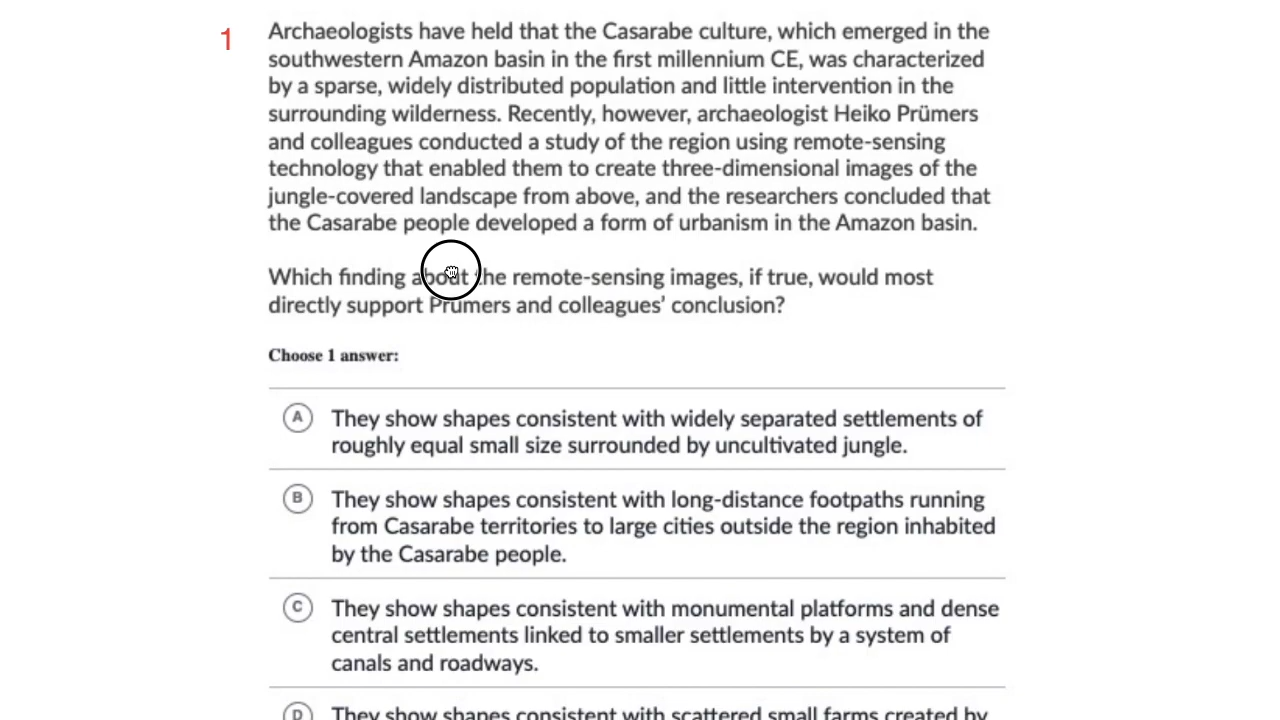 1
Archaeologists have held that the Casarabe culture, which emerged in the
southwestern Amazon basin in the first millennium CE, was characterized
by a sparse, widely distributed population and little intervention in the
surrounding wilderness. Recently, however, archaeologist Heiko Prümers
and colleagues conducted a study of the region using remote-sensing
technology that enabled them to create three-dimensional images of the
jungle-covered landscape from above, and the researchers concluded that
the Casarabe people developed a form of urbanism in the Amazon basin.
Which finding about the remote-sensing images, if true, would most
directly support Prümers and colleagues' conclusion?
Choose 1 answer:
A They show shapes consistent with widely separated settlements of
roughly equal small size surrounded by uncultivated jungle.
B They show shapes consistent with long-distance footpaths running
from Casarabe territories to large cities outside the region inhabited
by the Casarabe people.
C They show shapes consistent with monumental platforms and dense
central settlements linked to smaller settlements by a system of
canals and roadways.
D They show shapes consistent with scattered small farms created by